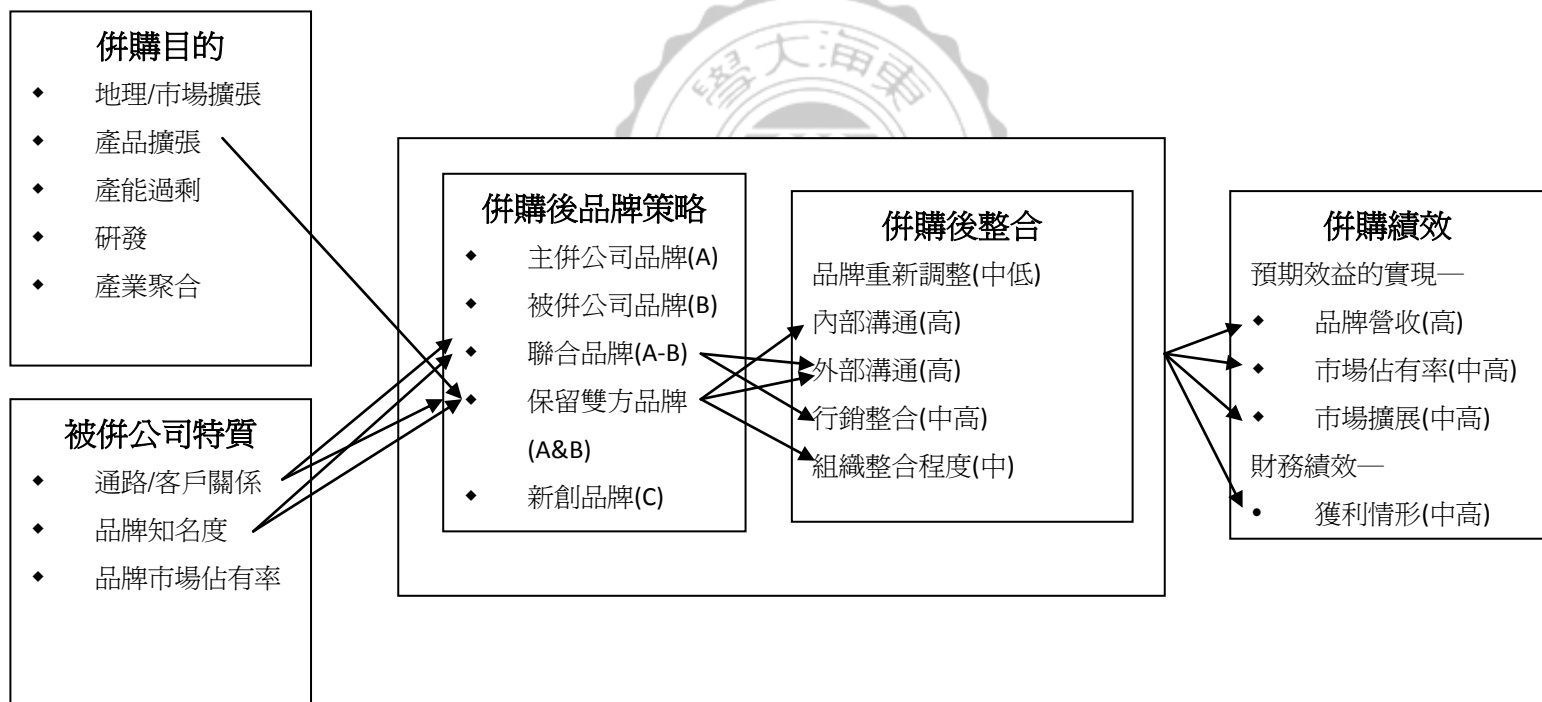 併購目的
◆ 地理/市場擴張
◆ 產品擴張
◆ 產能過剩
◆ 研發
◆ 產業聚合
被併公司特質
◆ 通路/客戶關係
◆ 品牌知名度
◆ 品牌市場佔有率
併購後品牌策略
◆ 主併公司品牌(A)
◆ 被併公司品牌(B)
◆ 聯合品牌(A-B)
◆ 保留雙方品牌
(A&B)
◆ 新創品牌(C)
併購後整合
品牌重新調整(中低)
內部溝通(高)
外部溝通(高)
行銷整合(中高)
組織整合程度(中)
併購績效
預期效益的實現—
◆ 品牌營收(高)
◆ 市場佔有率(中高)
◆ 市場擴展(中高)
財務績效—
• 獲利情形(中高)
學大海東